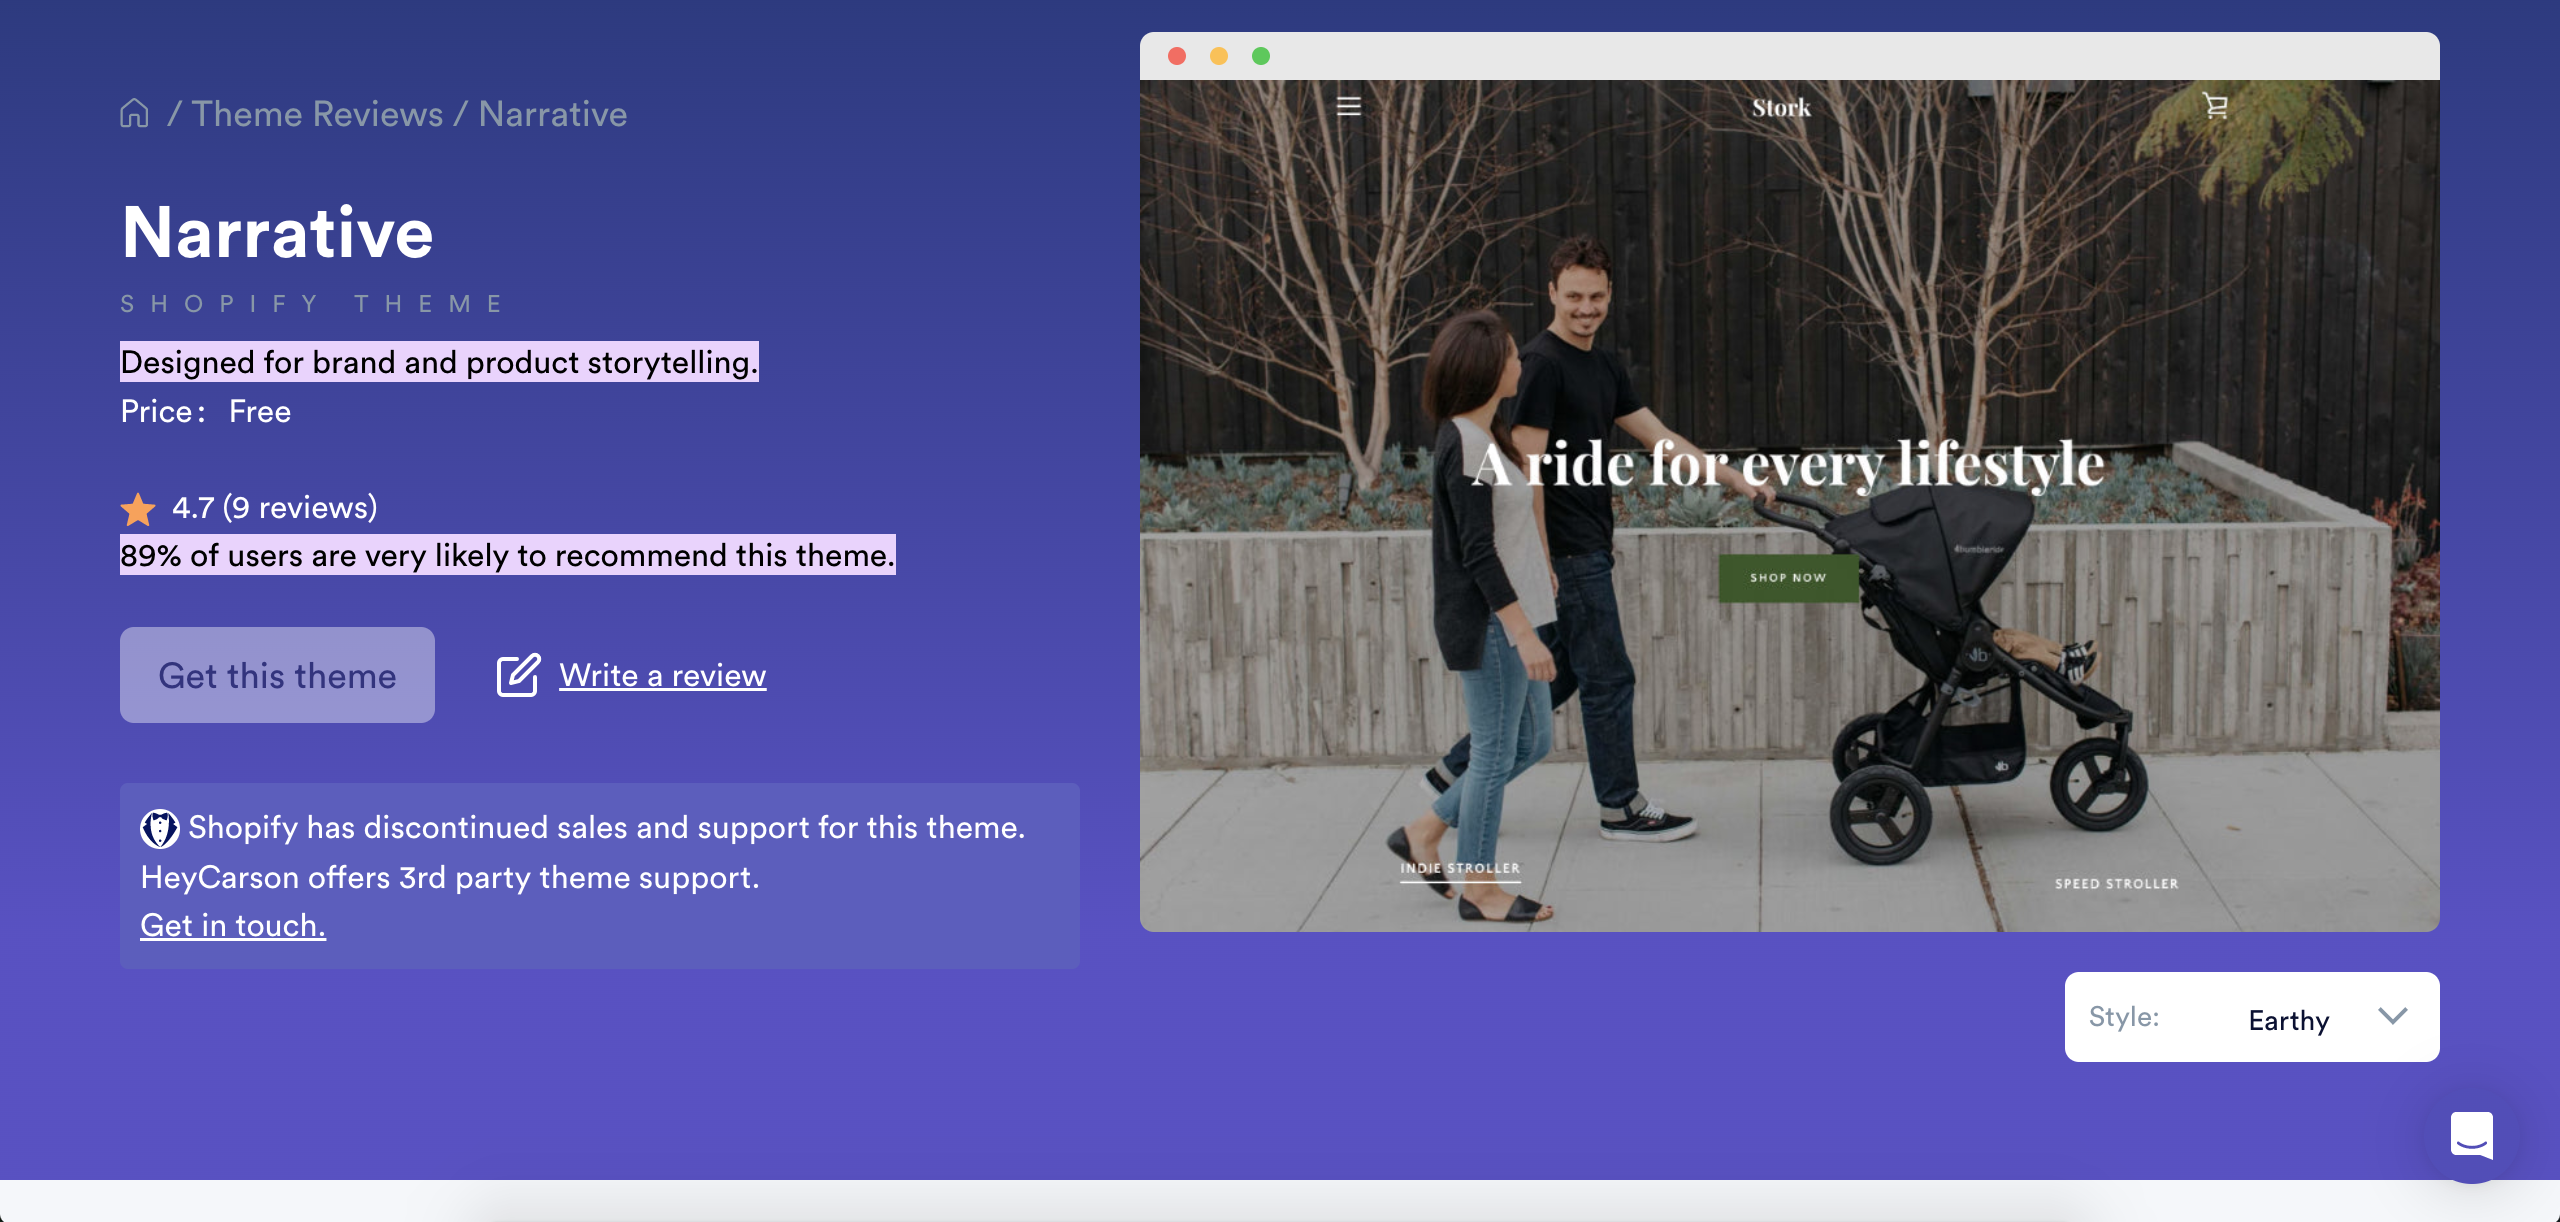 / Theme Reviews / Narrative
Narrative
SHOPIFY THEME
Designed for brand and product storytelling.
Price: Free
4.7 (9 reviews)
89% of users are very likely to recommend this theme.
Get this theme
Write a review
Shopify has discontinued sales and support for this theme.
HeyCarson offers 3rd party theme support.
Get in touch.
Stork
A ride for every lifestyle
SHOP NOW
INDIE STROLLER
SPEED STROLLER
Style: Earthy